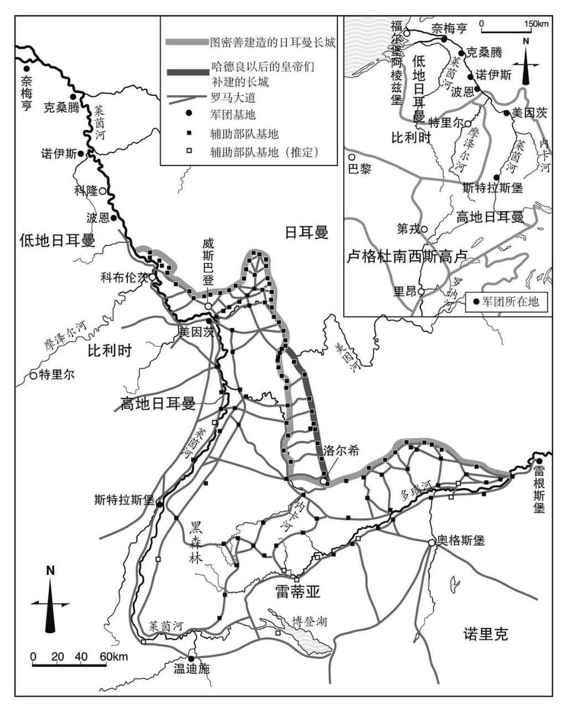 图密善建造的日耳曼长城
哈德良以后的皇帝们
补建的长城
罗马大道
军团基地
辅助部队基地
辅助部队基地（推定）
奈梅亨
克桑腾
莱茵河
诺伊斯
科隆
波恩
低地日耳曼
科布伦茨
威斯巴登
日耳曼
美因茨
摩泽尔河
比利时
特里尔
美因河
高地日耳曼
莱茵河
洛尔希
斯特拉斯堡
内卡河
黑森林
多瑙河
雷根斯堡
奥格斯堡
雷蒂亚
莱茵河
博登湖
诺里克
温迪施
N
0 20 40 60km
0 150km
N
奈梅亨
福尔堡阿棱兹堡
克桑腾
莱茵河
诺伊斯
低地日耳曼
波恩
美因茨
特里尔
比利时
摩泽尔河
莱茵河
内卡河
巴黎
斯特拉斯堡
高地日耳曼
第戎
卢格杜南西斯高卢
里昂
罗纳河
军团所在地